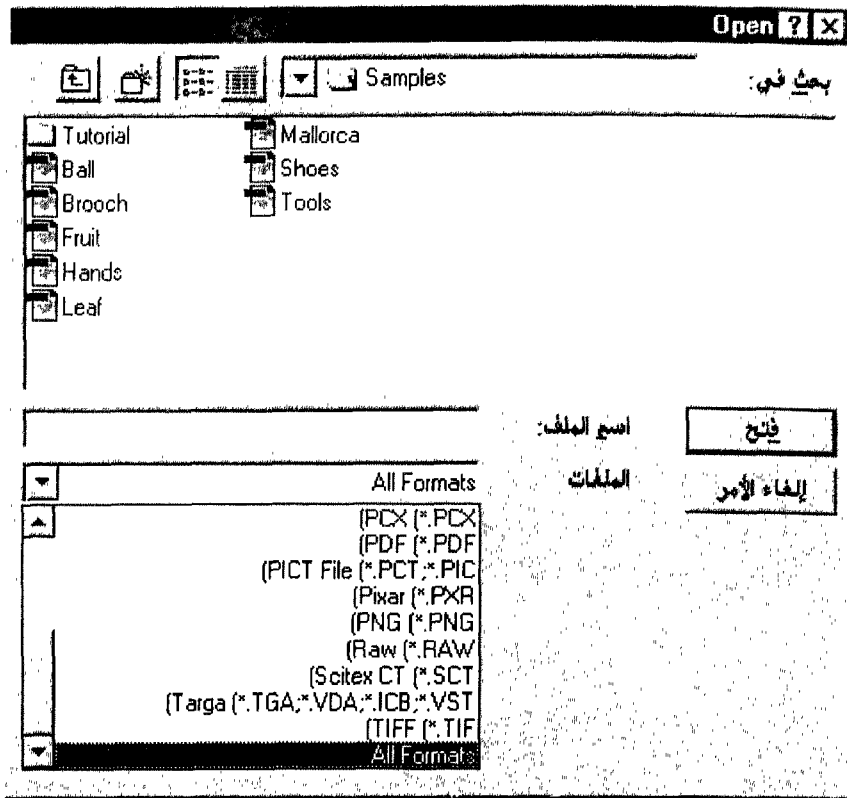 Open
بحث في: Samples
Tutorial
Ball
Brooch
Fruit
Hands
Leaf
Mallorca
Shoes
Tools
اسم الملف:
فتح
الملفات
All Formats
إلغاء الأمر
(PCX (*.PCX
(PDF (*.PDF
(PICT File (*.PCT;*.PIC
(Pixar (*.PXR
(PNG (*.PNG
(Raw (*.RAW
(Scitex CT (*.SCT
(Targa (*.TGA;*.VDA;*.ICB;*.VST
(TIFF (*.TIF
All Formats